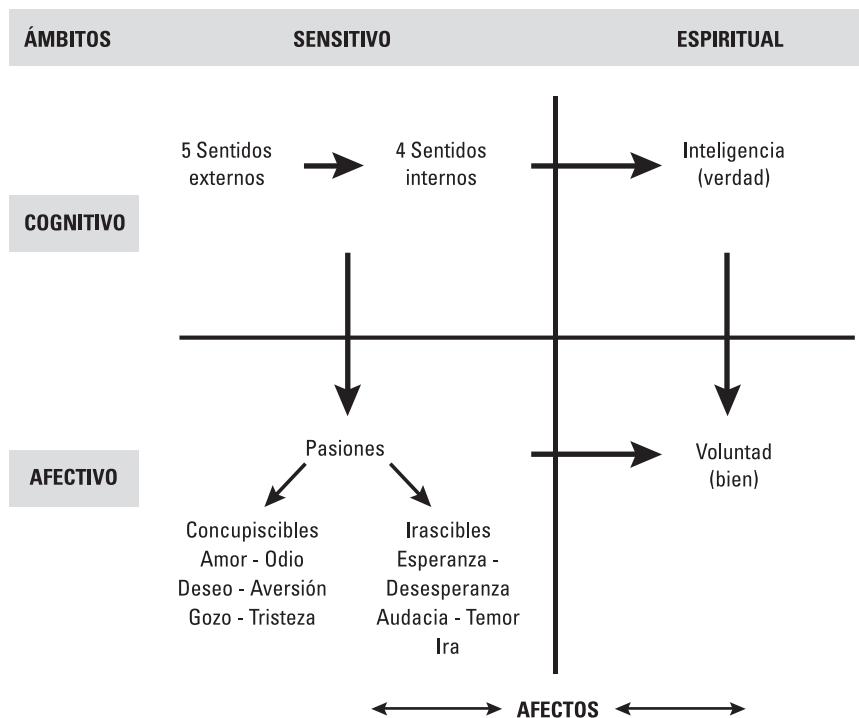 ÁMBITOS SENSITIVO ESPIRITUAL
5 Sentidos
externos
4 Sentidos
internos
Inteligencia
(verdad)
COGNITIVO
Pasiones
Voluntad
(bien)
AFECTIVO
Concupiscibles
Amor - Odio
Deseo - Aversión
Gozo - Tristeza
Irascibles
Esperanza -
Desesperanza
Audacia - Temor
Ira
AFECTOS